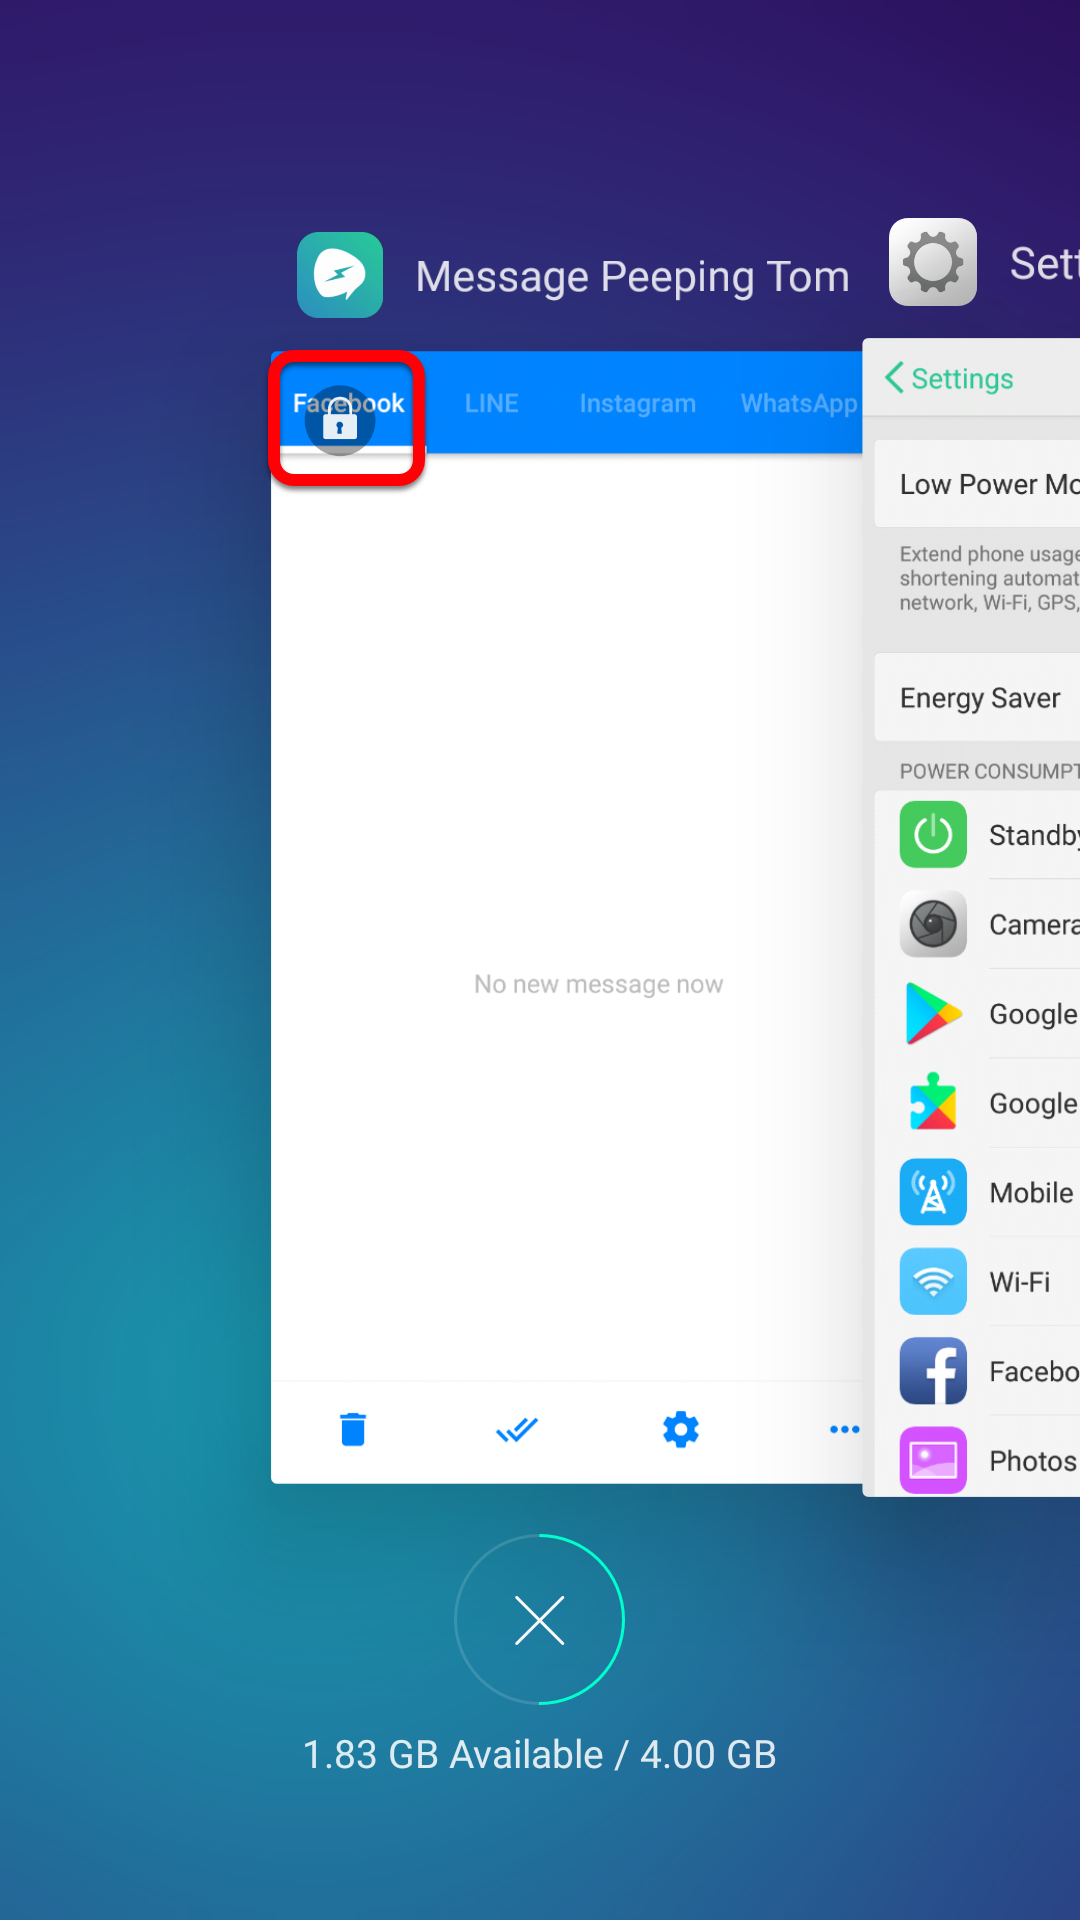 Message Peeping Tom
Sett
Facebook
LINE
Instagram
WhatsApp
Settings
Low Power Mo
Extend phone usage
shortening automat
network, Wi-Fi, GPS,
Energy Saver
POWER CONSUMPT
Standby
Camera
Google
Google
Mobile
Wi-Fi
Facebo
Photos
No new message now
1.83 GB Available / 4.00 GB